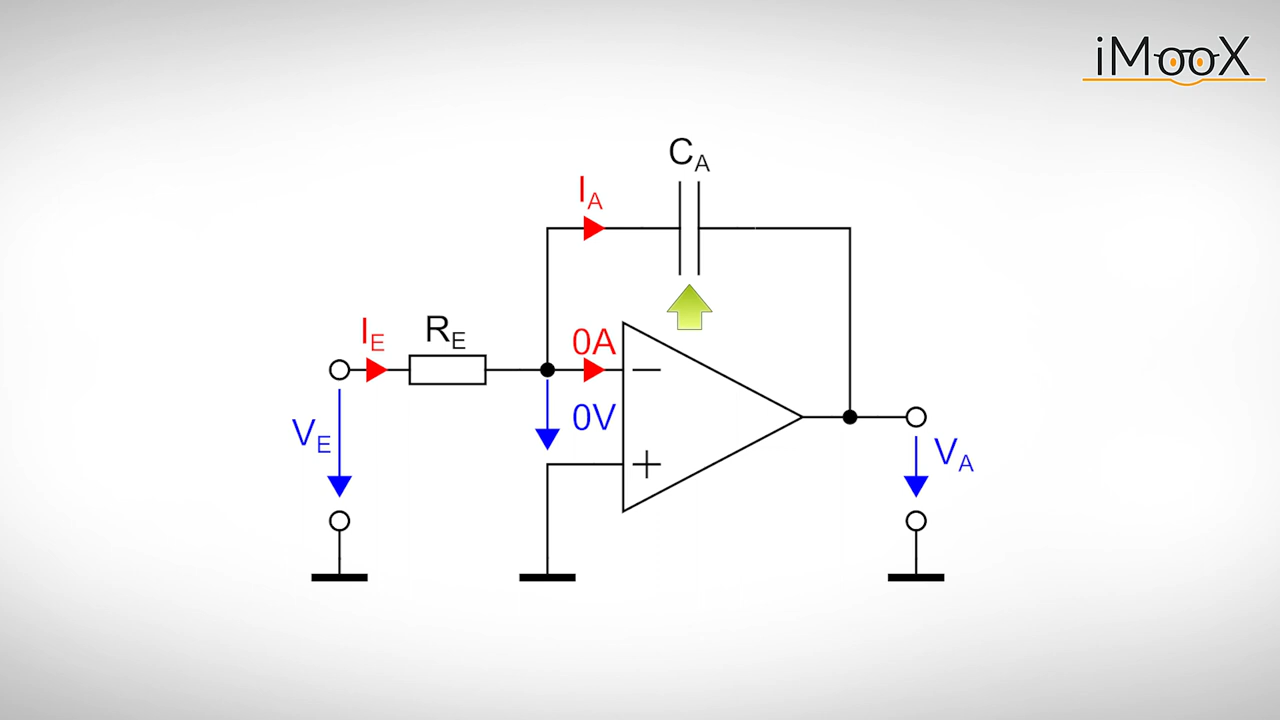 iMooX
C_A
I_A
I_E
R_E
0A
−
V_E
0V
+
V_A